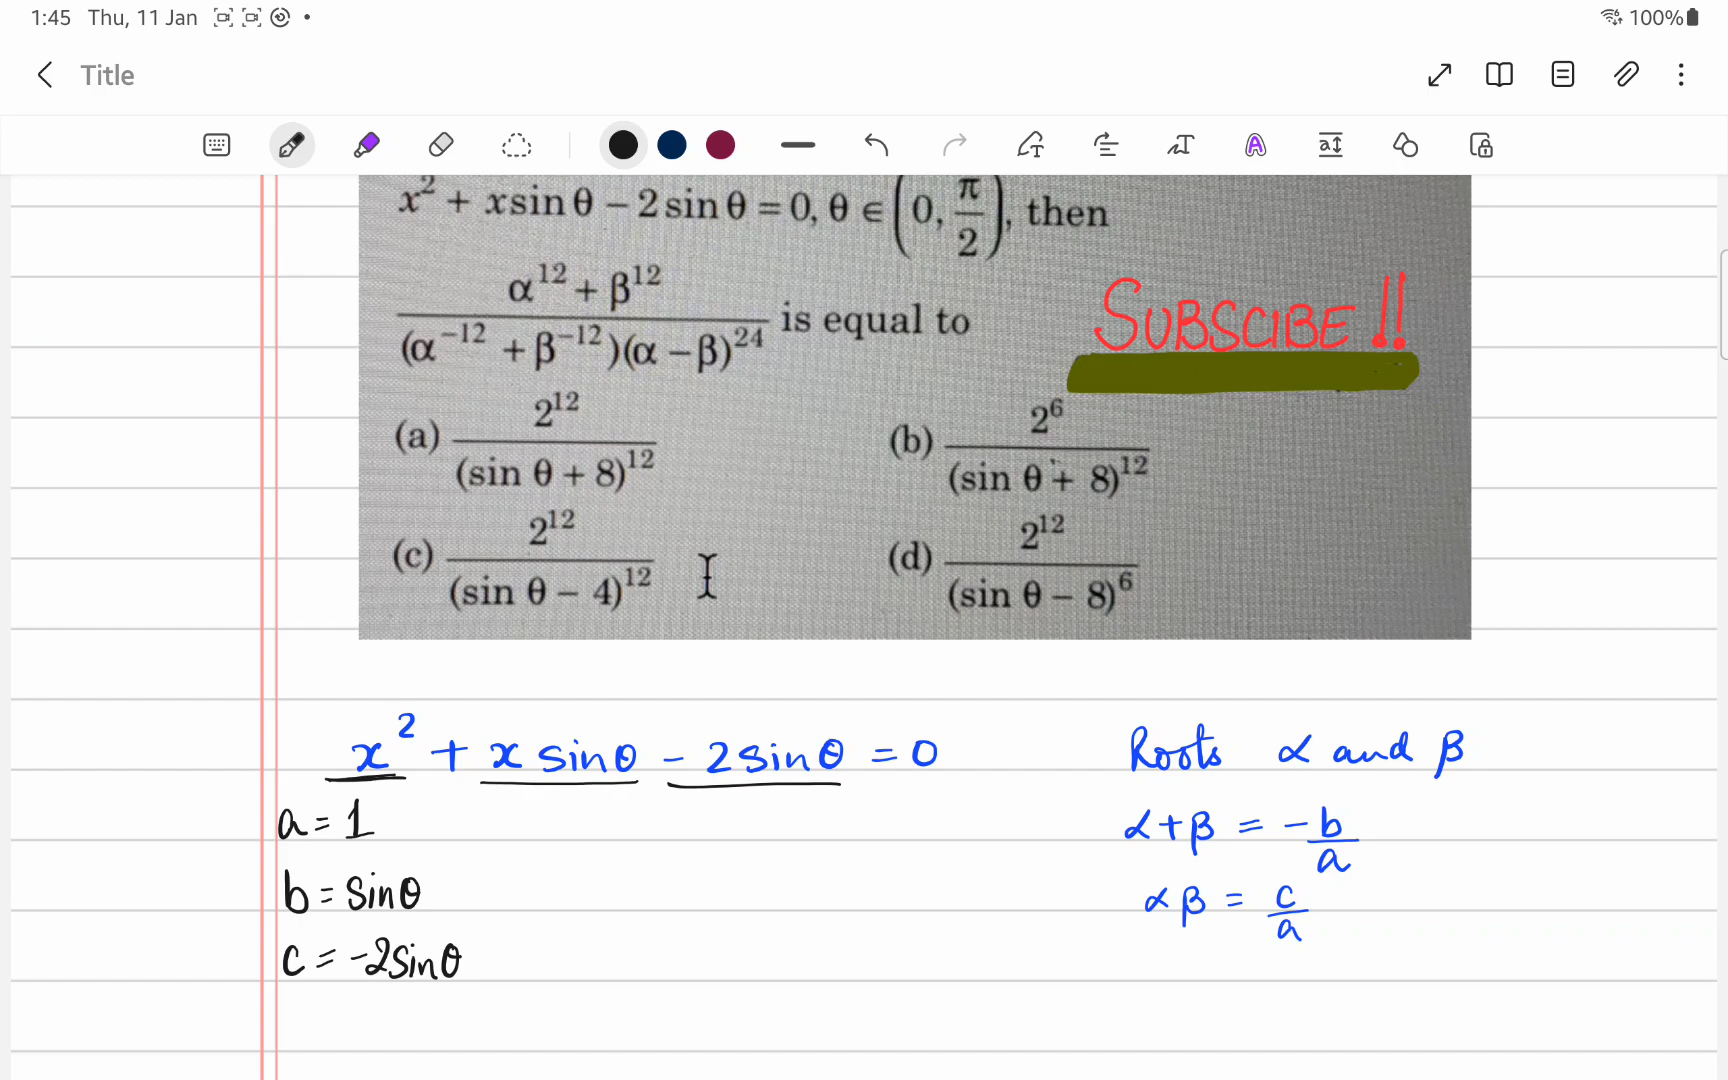 1:45 Thu, 11 Jan
100%
Title
x² + x sin θ − 2 sin θ = 0, θ ∈ (0, π/2), then
(α¹² + β¹²) / ((α⁻¹² + β⁻¹²)(α − β)²⁴) is equal to
SUBSCIBE !!
(a) 2¹² / (sin θ + 8)¹²
(b) 2⁶ / (sin θ + 8)¹²
(c) 2¹² / (sin θ − 4)¹²
(d) 2¹² / (sin θ − 8)⁶
x² + x sinθ − 2 sinθ = 0
Roots α and β
a = 1
α + β = −b/a
b = sinθ
αβ = c/a
c = −2sinθ